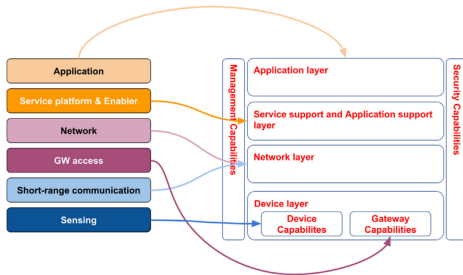 Application
Service platform & Enabler
Network
GW access
Short-range communication
Sensing
Management Capabilities
Application layer
Service support and Application support
layer
Network layer
Device layer
Device
Capabilites
Gateway
Capabilities
Security Capabilities